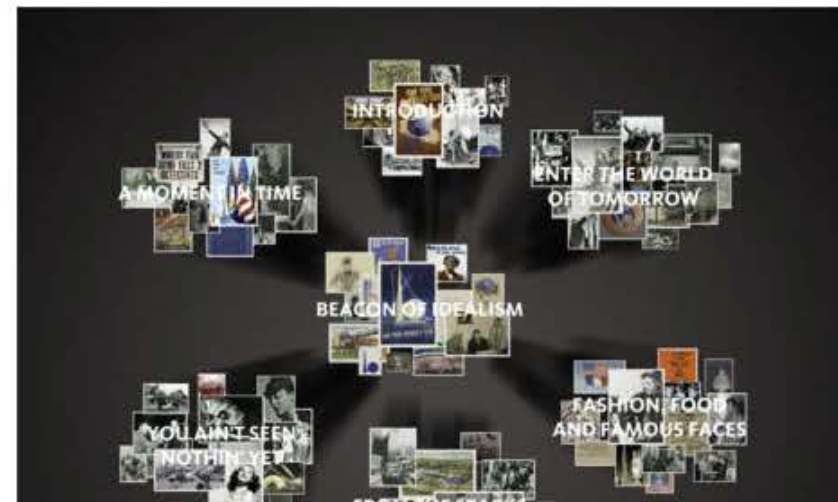 INTRODUCTION
A MOMENT IN TIME
ENTER THE WORLD
OF TOMORROW
BEACON OF IDEALISM
YOU AIN'T SEEN
NOTHIN' YET
FASHION, FOOD
AND FAMOUS FACES